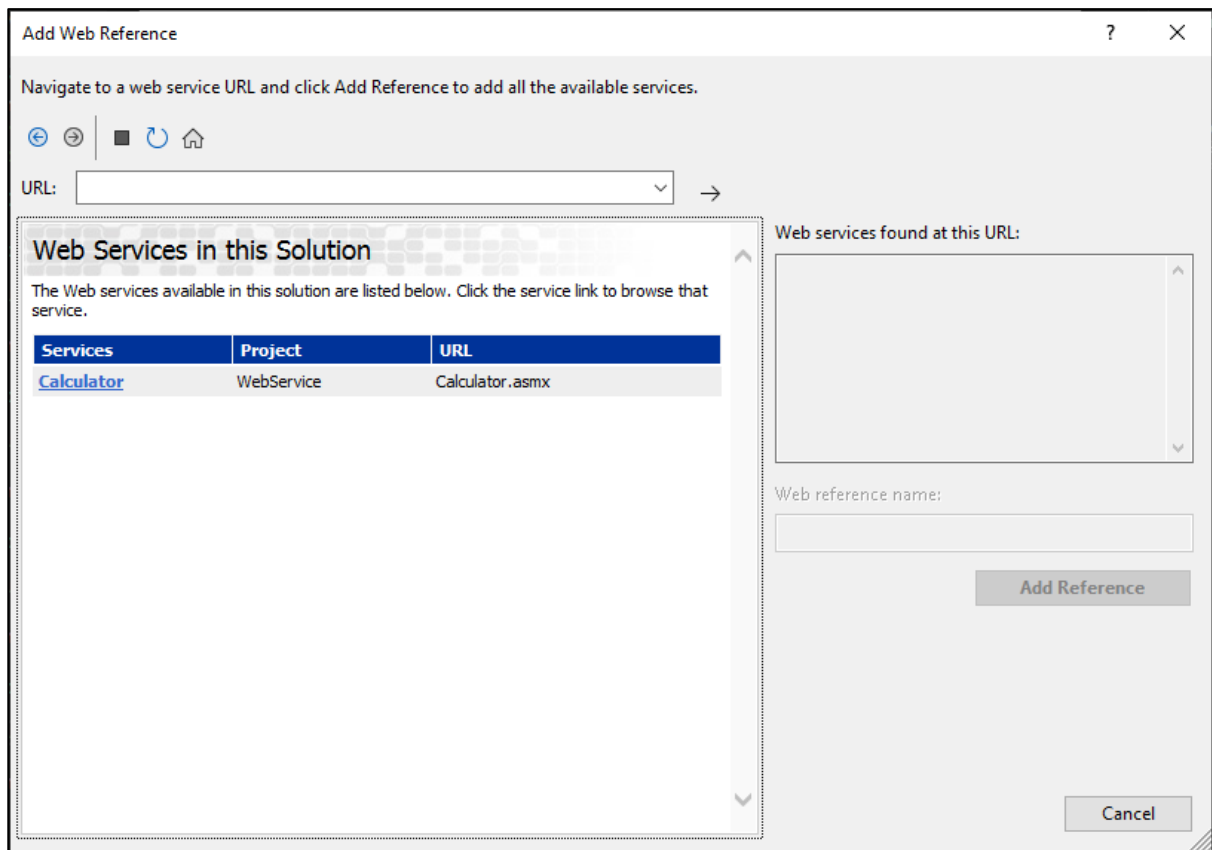 Add Web Reference
?
Navigate to a web service URL and click Add Reference to add all the available services.
URL:
Web Services in this Solution
The Web services available in this solution are listed below. Click the service link to browse that
service.
Services Project URL
Calculator WebService Calculator.asmx
Web services found at this URL:
Web reference name:
Add Reference
Cancel